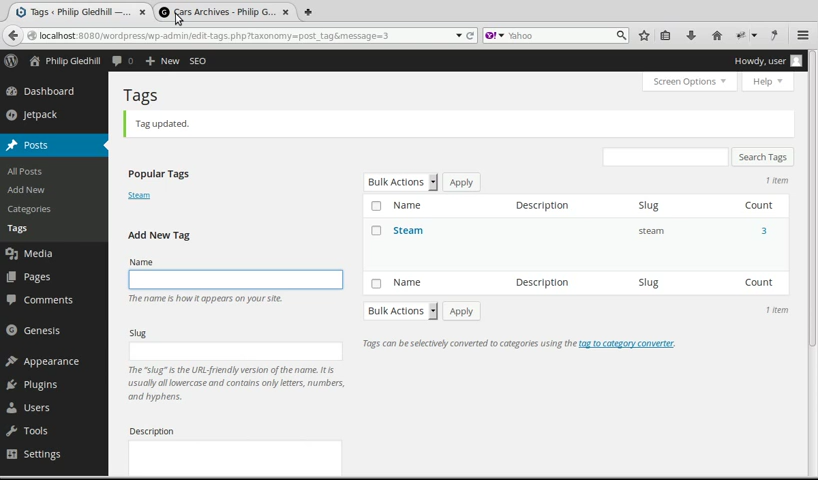 Tags ‹ Philip Gledhill —...
Cars Archives - Philip G...
localhost:8080/wordpress/wp-admin/edit-tags.php?taxonomy=post_tag&message=3
Yahoo
Philip Gledhill
0
New
SEO
Howdy, user
Dashboard
Jetpack
Posts
All Posts
Add New
Categories
Tags
Media
Pages
Comments
Genesis
Appearance
Plugins
Users
Tools
Settings
Screen Options
Help
Tags
Tag updated.
Search Tags
Popular Tags
Steam
Add New Tag
Name
The name is how it appears on your site.
Slug
The “slug” is the URL-friendly version of the name. It is
usually all lowercase and contains only letters, numbers,
and hyphens.
Description
Bulk Actions
Apply
1 item
Name Description Slug Count
Steam steam 3
Name Description Slug Count
Bulk Actions
Apply
1 item
Tags can be selectively converted to categories using the tag to category converter.